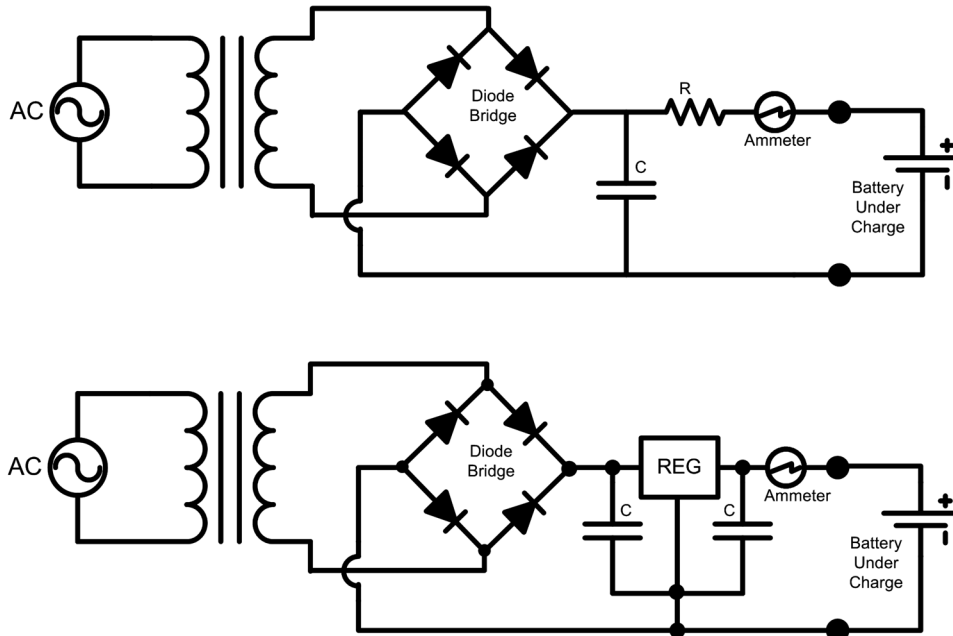 AC
Diode
Bridge
R
Ammeter
C
Battery
Under
Charge
+
AC
Diode
Bridge
C
REG
C
Ammeter
Battery
Under
Charge
+